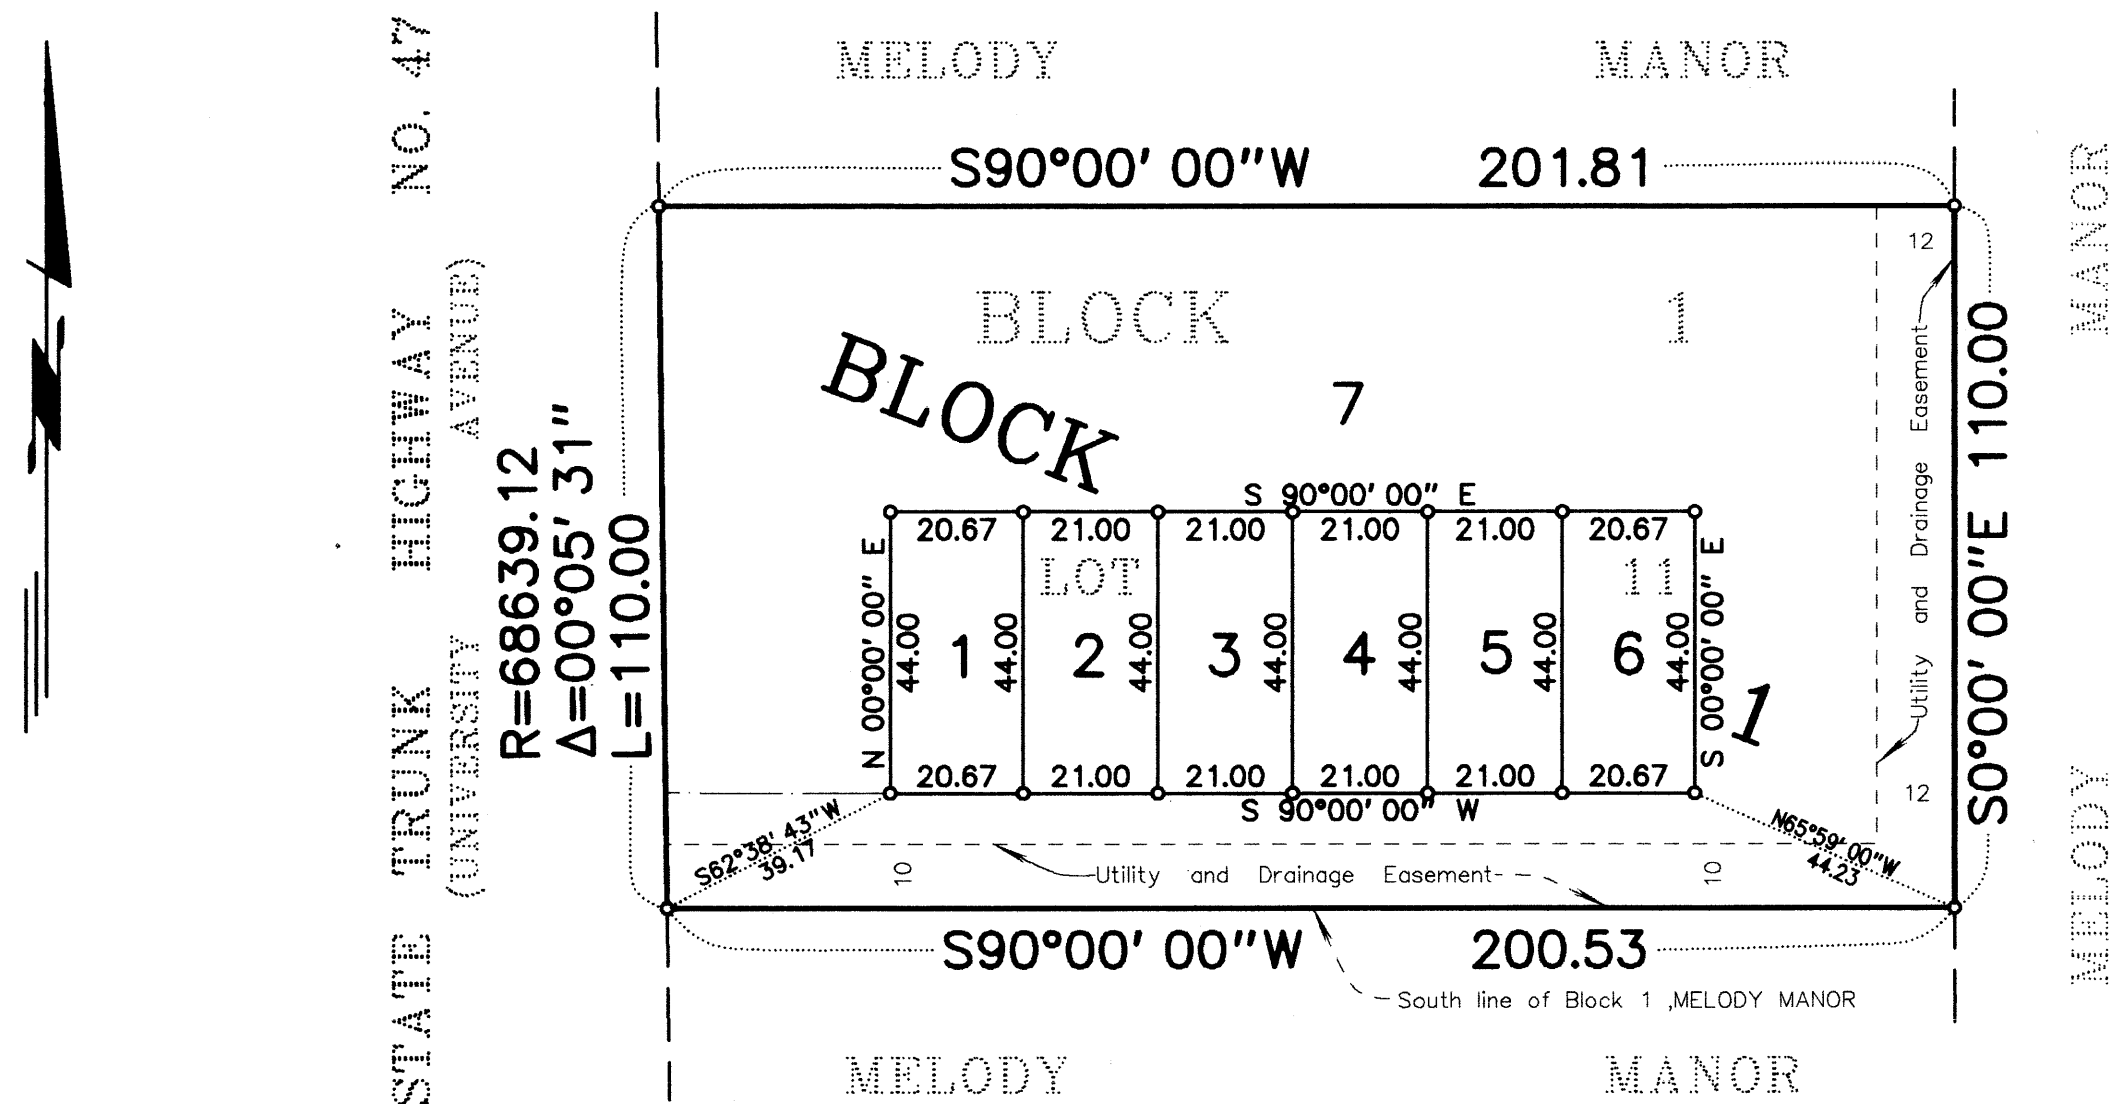 MELODY MANOR
S90°00' 00"W 201.81
STATE TRUNK HIGHWAY NO. 47
(UNIVERSITY AVENUE)
R=68639.12
Δ=00°05' 31"
L=110.00
BLOCK 1
BLOCK 1
7
12
Utility and Drainage Easement
12
S0°00' 00"E 110.00
MELODY MANOR
S 90°00' 00" E
20.67 21.00 21.00 21.00 21.00 20.67
LOT 11
N 00°00' 00" E
44.00 1 44.00 2 44.00 3 44.00 4 44.00 5 44.00 6 44.00
S 00°00' 00" E
20.67 21.00 21.00 21.00 21.00 20.67
S 90°00' 00" W
S62°38' 43"W
39.17
N65°59' 00"W
44.23
10 Utility and Drainage Easement 10
S90°00' 00"W 200.53
South line of Block 1 ,MELODY MANOR
MELODY MANOR